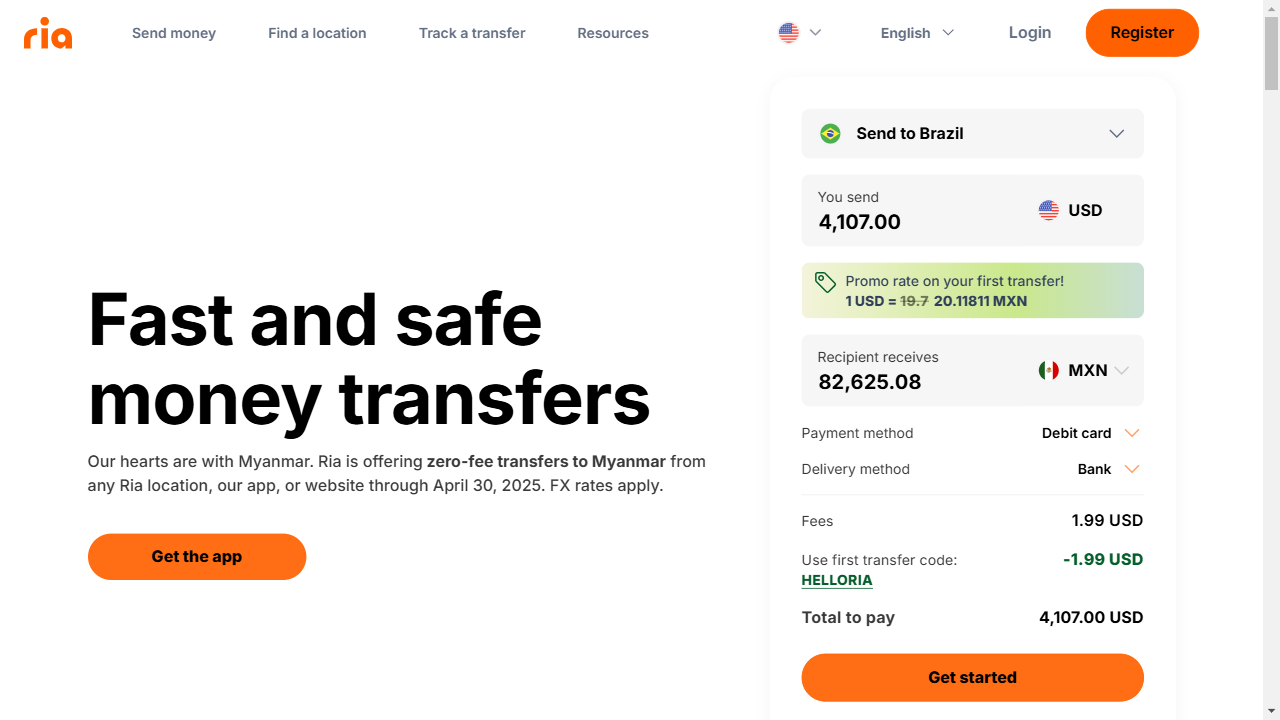 ria
Send money
Find a location
Track a transfer
Resources
English
Login
Register
Fast and safe
money transfers
Our hearts are with Myanmar. Ria is offering zero-fee transfers to Myanmar from
any Ria location, our app, or website through April 30, 2025. FX rates apply.
Get the app
Send to Brazil
You send
4,107.00
USD
Promo rate on your first transfer!
1 USD = 19.7 20.11811 MXN
Recipient receives
82,625.08
MXN
Payment method
Debit card
Delivery method
Bank
Fees
1.99 USD
Use first transfer code:
HELLORIA
-1.99 USD
Total to pay
4,107.00 USD
Get started